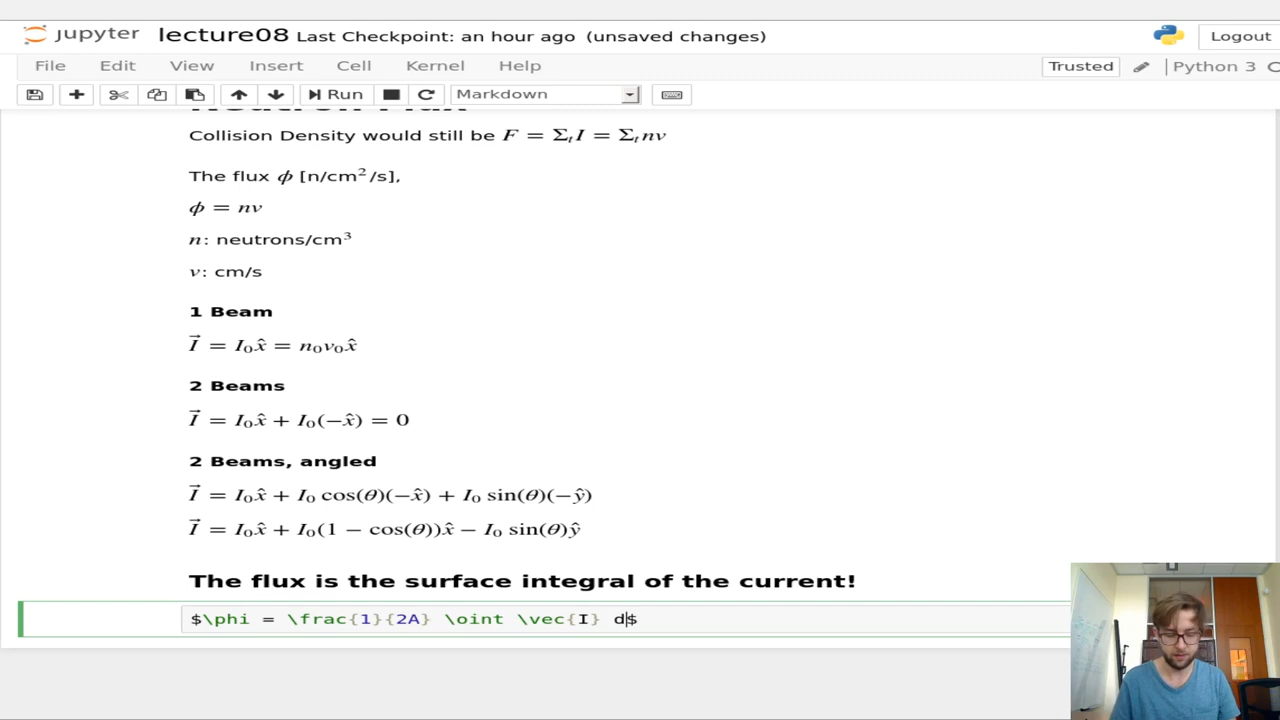 jupyter lecture08 Last Checkpoint: an hour ago (unsaved changes) Logout
File Edit View Insert Cell Kernel Help Trusted Python 3
Run Markdown
Neutron Flux
Collision Density would still be F = Σ_t I = Σ_t nv
The flux ϕ [n/cm²/s],
ϕ = nv
n: neutrons/cm³
v: cm/s
1 Beam
I⃗ = I₀x̂ = n₀v₀x̂
2 Beams
I⃗ = I₀x̂ + I₀(−x̂) = 0
2 Beams, angled
I⃗ = I₀x̂ + I₀ cos(θ)(−x̂) + I₀ sin(θ)(−ŷ)
I⃗ = I₀x̂ + I₀(1 − cos(θ))x̂ − I₀ sin(θ)ŷ
The flux is the surface integral of the current!
$\phi = \frac{1}{2A} \oint \vec{I} d$